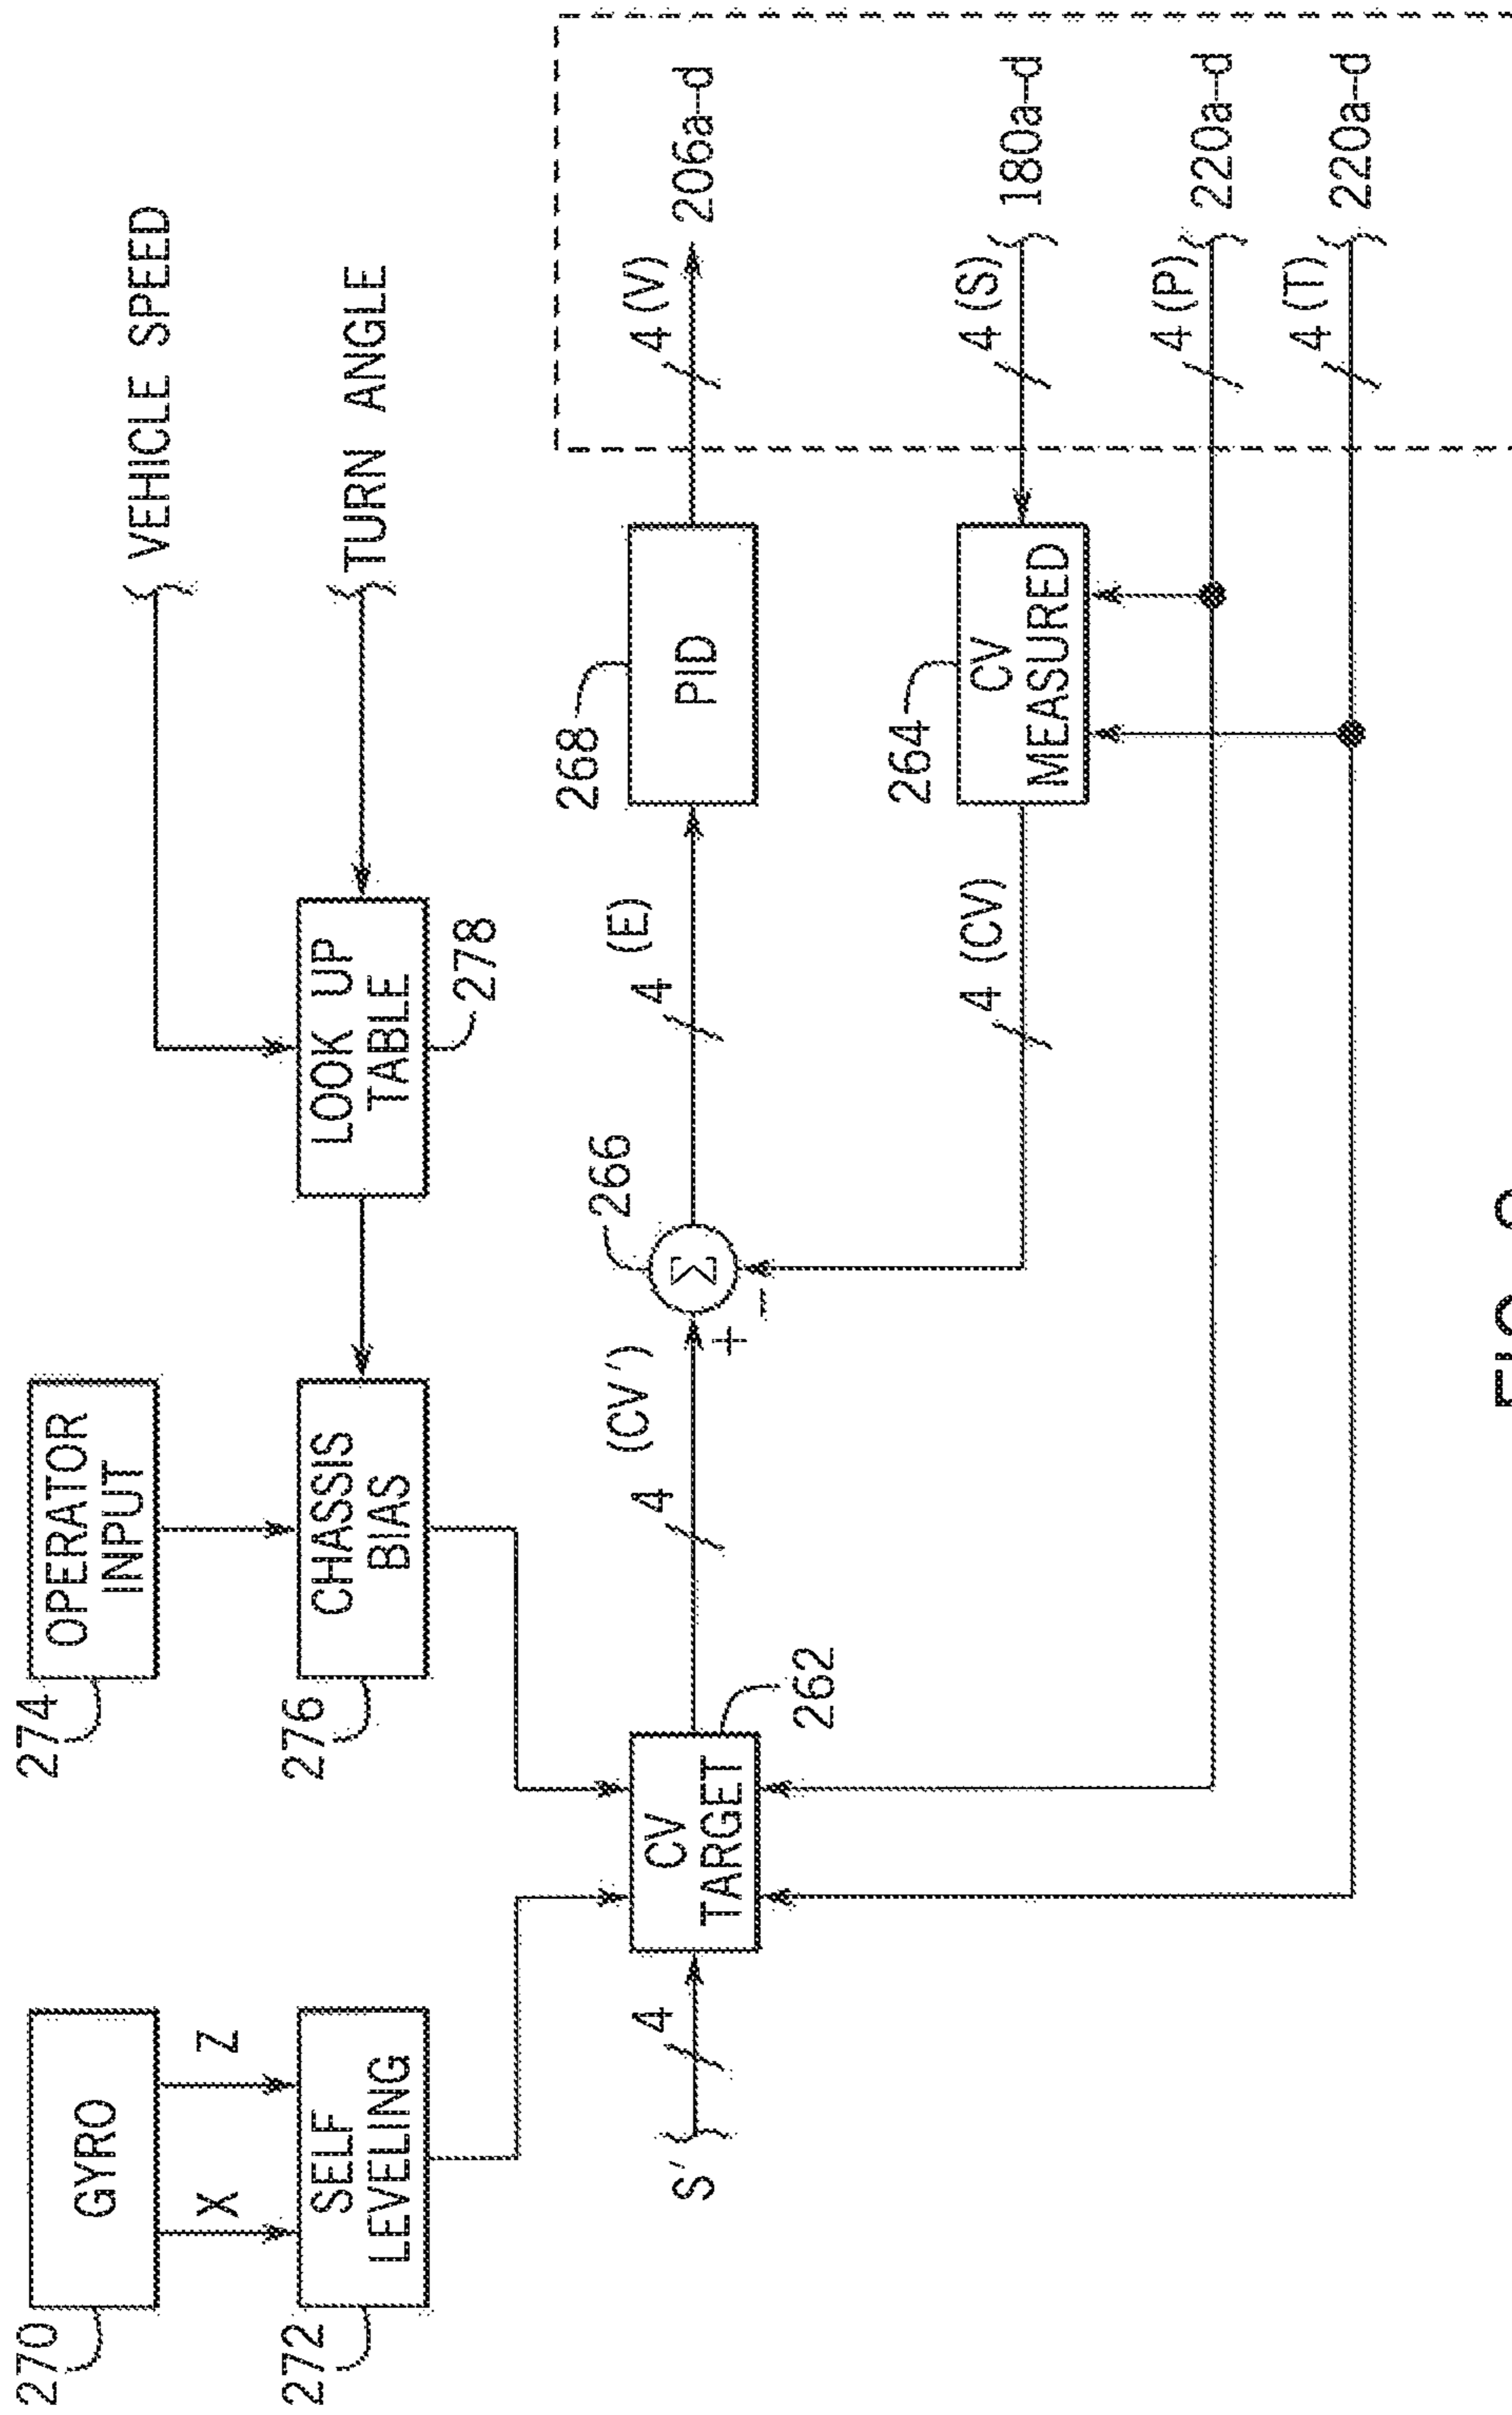 270
GYRO
X
Z
272
SELF
LEVELING
274
OPERATOR
INPUT
276
CHASSIS
BIAS
LOOK UP
TABLE
278
VEHICLE SPEED
TURN ANGLE
S'
4
CV
TARGET
262
4 (CV')
+
−
Σ
266
4 (E)
268
PID
4 (V)
206a–d
4 (CV)
264
CV
MEASURED
4 (S)
180a–d
4 (P)
220a–d
4 (T)
220a–d